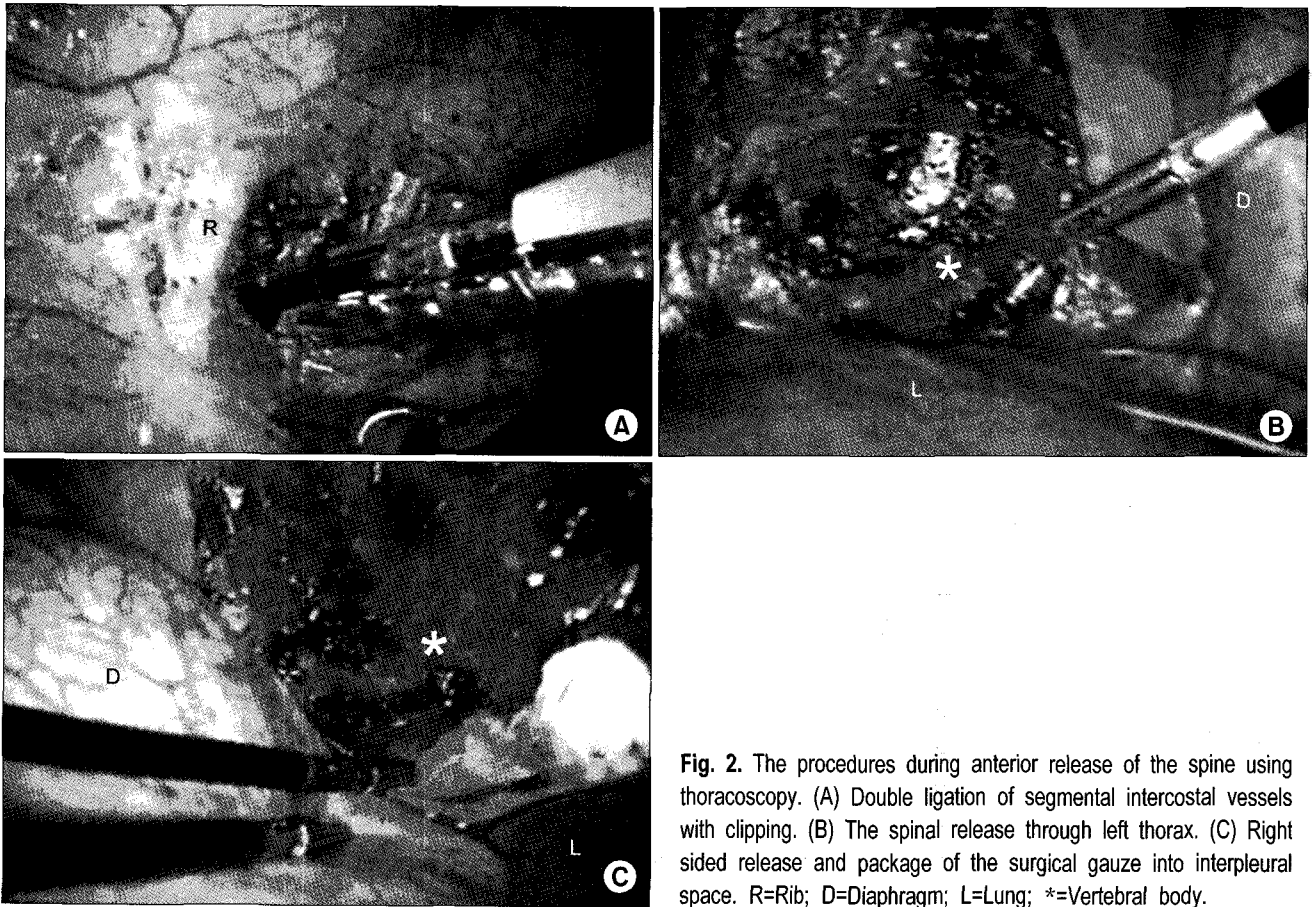 R
A
*
D
L
B
*
D
L
C
Fig. 2. The procedures during anterior release of the spine using
thoracoscopy. (A) Double ligation of segmental intercostal vessels
with clipping. (B) The spinal release through left thorax. (C) Right
sided release and package of the surgical gauze into interpleural
space. R=Rib; D=Diaphragm; L=Lung; *=Vertebral body.